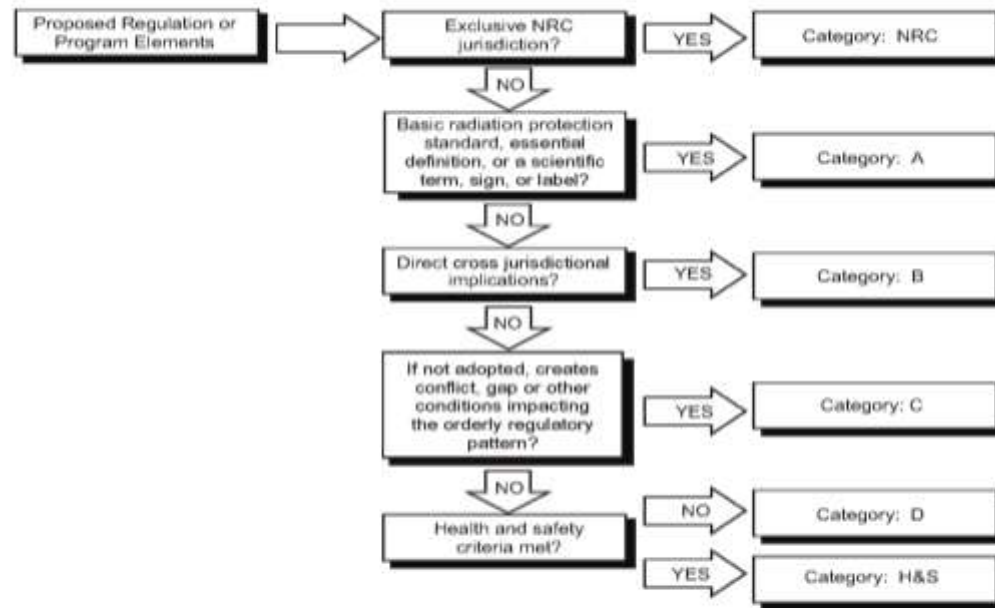 Proposed Regulation or
Program Elements
Exclusive NRC
jurisdiction?
YES
Category: NRC
NO
Basic radiation protection
standard, essential
definition, or a scientific
term, sign, or label?
YES
Category: A
NO
Direct cross jurisdictional
implications?
YES
Category: B
NO
If not adopted, creates
conflict, gap or other
conditions impacting
the orderly regulatory
pattern?
YES
Category: C
NO
Health and safety
criteria met?
NO
Category: D
YES
Category: H&S